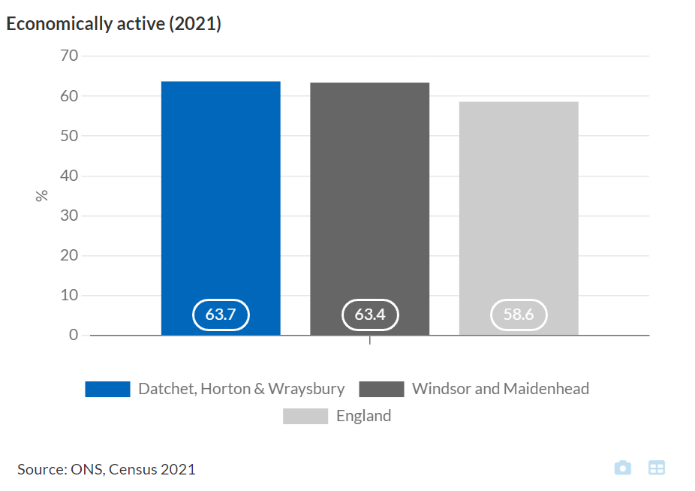 Economically active (2021)
70
60
50
40
30
20
10
0
%
63.7
63.4
58.6
Datchet, Horton & Wraysbury
Windsor and Maidenhead
England
Source: ONS, Census 2021